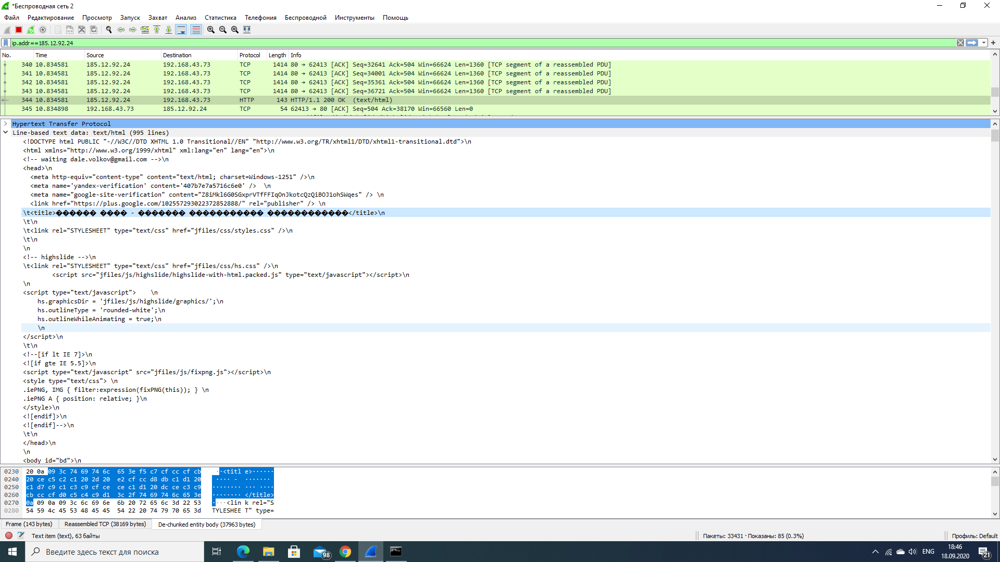 *Беспроводная сеть 2
Файл Редактирование Просмотр Запуск Захват Анализ Статистика Телефония Беспроводной Инструменты Помощь
ip.addr==185.12.92.24
No. Time Source Destination Protocol Length Info
340 10.834581 185.12.92.24 192.168.43.73 TCP 1414 80 → 62413 [ACK] Seq=32641 Ack=504 Win=66624 Len=1360 [TCP segment of a reassembled PDU]
341 10.834581 185.12.92.24 192.168.43.73 TCP 1414 80 → 62413 [ACK] Seq=34001 Ack=504 Win=66624 Len=1360 [TCP segment of a reassembled PDU]
342 10.834581 185.12.92.24 192.168.43.73 TCP 1414 80 → 62413 [ACK] Seq=35361 Ack=504 Win=66624 Len=1360 [TCP segment of a reassembled PDU]
343 10.834581 185.12.92.24 192.168.43.73 TCP 1414 80 → 62413 [ACK] Seq=36721 Ack=504 Win=66624 Len=1360 [TCP segment of a reassembled PDU]
344 10.834581 185.12.92.24 192.168.43.73 HTTP 143 HTTP/1.1 200 OK (text/html)
345 10.834898 192.168.43.73 185.12.92.24 TCP 54 62413 → 80 [ACK] Seq=504 Ack=38170 Win=66560 Len=0
Hypertext Transfer Protocol
Line-based text data: text/html (995 lines)
<!DOCTYPE html PUBLIC "-//W3C//DTD XHTML 1.0 Transitional//EN" "http://www.w3.org/TR/xhtml1/DTD/xhtml1-transitional.dtd">\n
<html xmlns="http://www.w3.org/1999/xhtml" xml:lang="en" lang="en">\n
<!-- waiting dale.volkov@gmail.com -->\n
<head>\n
<meta http-equiv="content-type" content="text/html; charset=Windows-1251" />\n
<meta name='yandex-verification' content='407b7e7a5716c6e0' />  \n
<meta name="google-site-verification" content="Z8iMkl6G0SGxprVTfFFIqOnJkotcQzQiBOJ1ohSWqes" /> \n
<link href="https://plus.google.com/102557293022372852888/" rel="publisher" /> \n
\t<title>������ ���� - ������� ����������� ������������</title>\n
\t\n
\t<link rel="STYLESHEET" type="text/css" href="jfiles/css/styles.css" />\n
\t\n
\n
<!-- highslide -->\n
\t<link rel="STYLESHEET" type="text/css" href="jfiles/css/hs.css" />\n
<script src="jfiles/js/highslide/highslide-with-html.packed.js" type="text/javascript"></script>\n
\n
<script type="text/javascript">    \n
hs.graphicsDir = 'jfiles/js/highslide/graphics/';\n
hs.outlineType = 'rounded-white';\n
hs.outlineWhileAnimating = true;\n
\n
</script>\n
\t\n
<!--[if lt IE 7]>\n
<![if gte IE 5.5]>\n
<script type="text/javascript" src="jfiles/js/fixpng.js"></script>\n
<style type="text/css"> \n
.iePNG, IMG { filter:expression(fixPNG(this)); } \n
.iePNG A { position: relative; }\n
</style>\n
<![endif]>\n
<![endif]-->\n
\t\n
</head>\n
\n
<body id="bd">\n
0230 20 0a 09 3c 74 69 74 6c 65 3e f5 c7 cf cc cf cb ··<titl e>······
0240 20 ce c5 c2 c1 20 2d 20 e2 cf cc d8 db c1 d1 20 ···· - ·······
0250 c1 d7 c9 c1 c3 c9 cf ce ce c1 d1 20 dc ce c3 c9 ········ ··· ····
0260 cb cc cf d0 c5 c4 c9 d1 3c 2f 74 69 74 6c 65 3e ········ </title>
0270 0a 09 0a 09 3c 6c 69 6e 6b 20 72 65 6c 3d 22 53 ····<lin k rel="S
0280 54 59 4c 45 53 48 45 45 54 22 20 74 79 70 65 3d TYLESHEE T" type=
Frame (143 bytes) Reassembled TCP (38169 bytes) De-chunked entity body (37963 bytes)
Text item (text), 63 байты Пакеты: 33431 · Показаны: 85 (0.3%) Профиль: Default
Введите здесь текст для поиска 98 ENG 18:46
18.09.2020 21